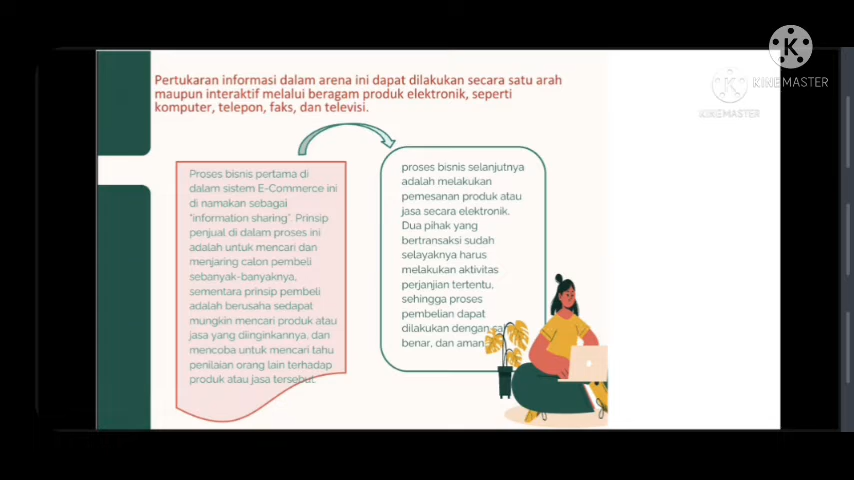 Pertukaran informasi dalam arena ini dapat dilakukan secara satu arah
maupun interaktif melalui beragam produk elektronik, seperti
komputer, telepon, faks, dan televisi.
Proses bisnis pertama di
dalam sistem E-Commerce ini
di namakan sebagai
"information sharing". Prinsip
penjual di dalam proses ini
adalah untuk mencari dan
menjaring calon pembeli
sebanyak-banyaknya,
sementara prinsip pembeli
adalah berusaha sedapat
mungkin mencari produk atau
jasa yang diinginkannya, dan
mencoba untuk mencari tahu
penilaian orang lain terhadap
produk atau jasa tersebut.
proses bisnis selanjutnya
adalah melakukan
pemesanan produk atau
jasa secara elektronik.
Dua pihak yang
bertransaksi sudah
selayaknya harus
melakukan aktivitas
perjanjian tertentu,
sehingga proses
pembelian dapat
dilakukan dengan
benar, dan aman.
K
KINEMASTER
K
KINEMASTER